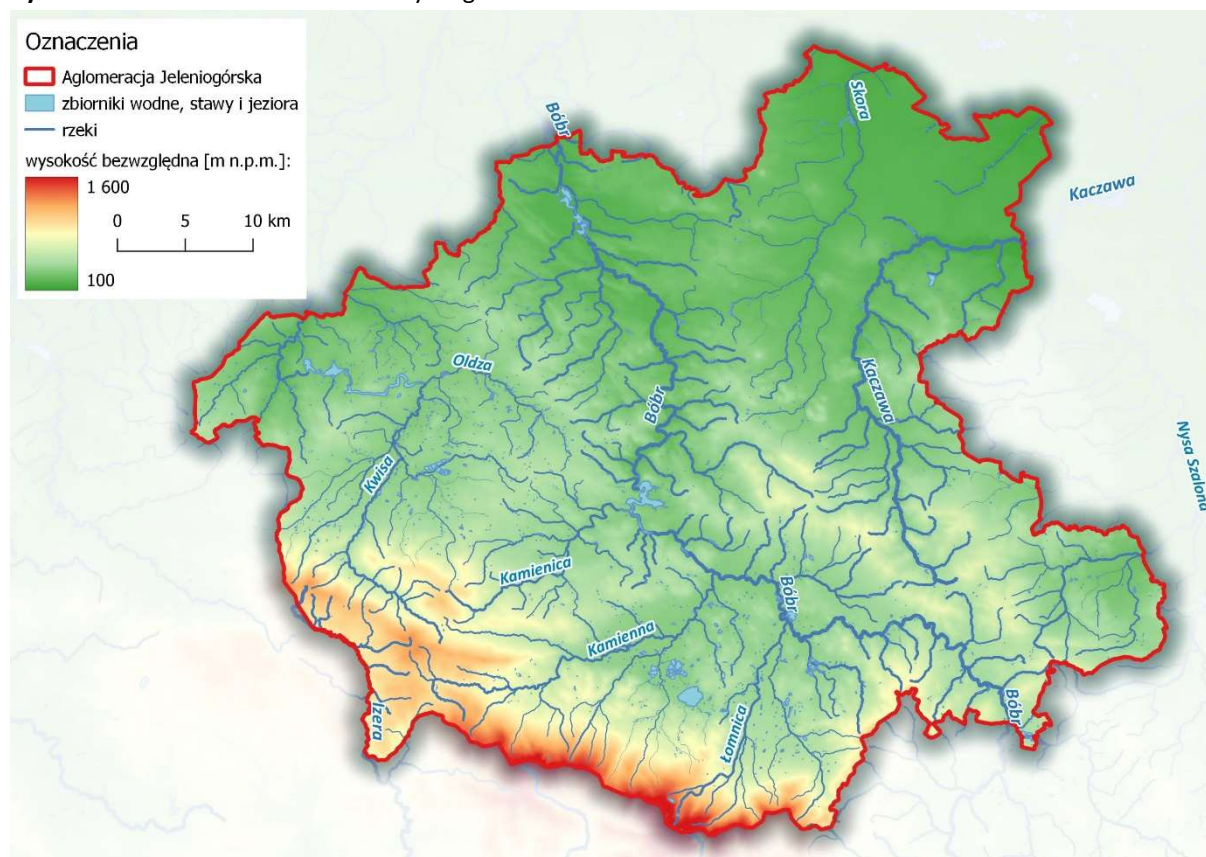 Oznaczenia
Aglomeracja Jeleniogórska
zbiorniki wodne, stawy i jeziora
rzeki
wysokość bezwzględna [m n.p.m.]:
1 600
0 5 10 km
100
Bóbr
Skora
Kaczawa
Oldza
Bóbr
Kaczawa
Nysa Szalona
Kwisa
Kamienica
Bóbr
Kamienna
Izera
Łomnica
Bóbr